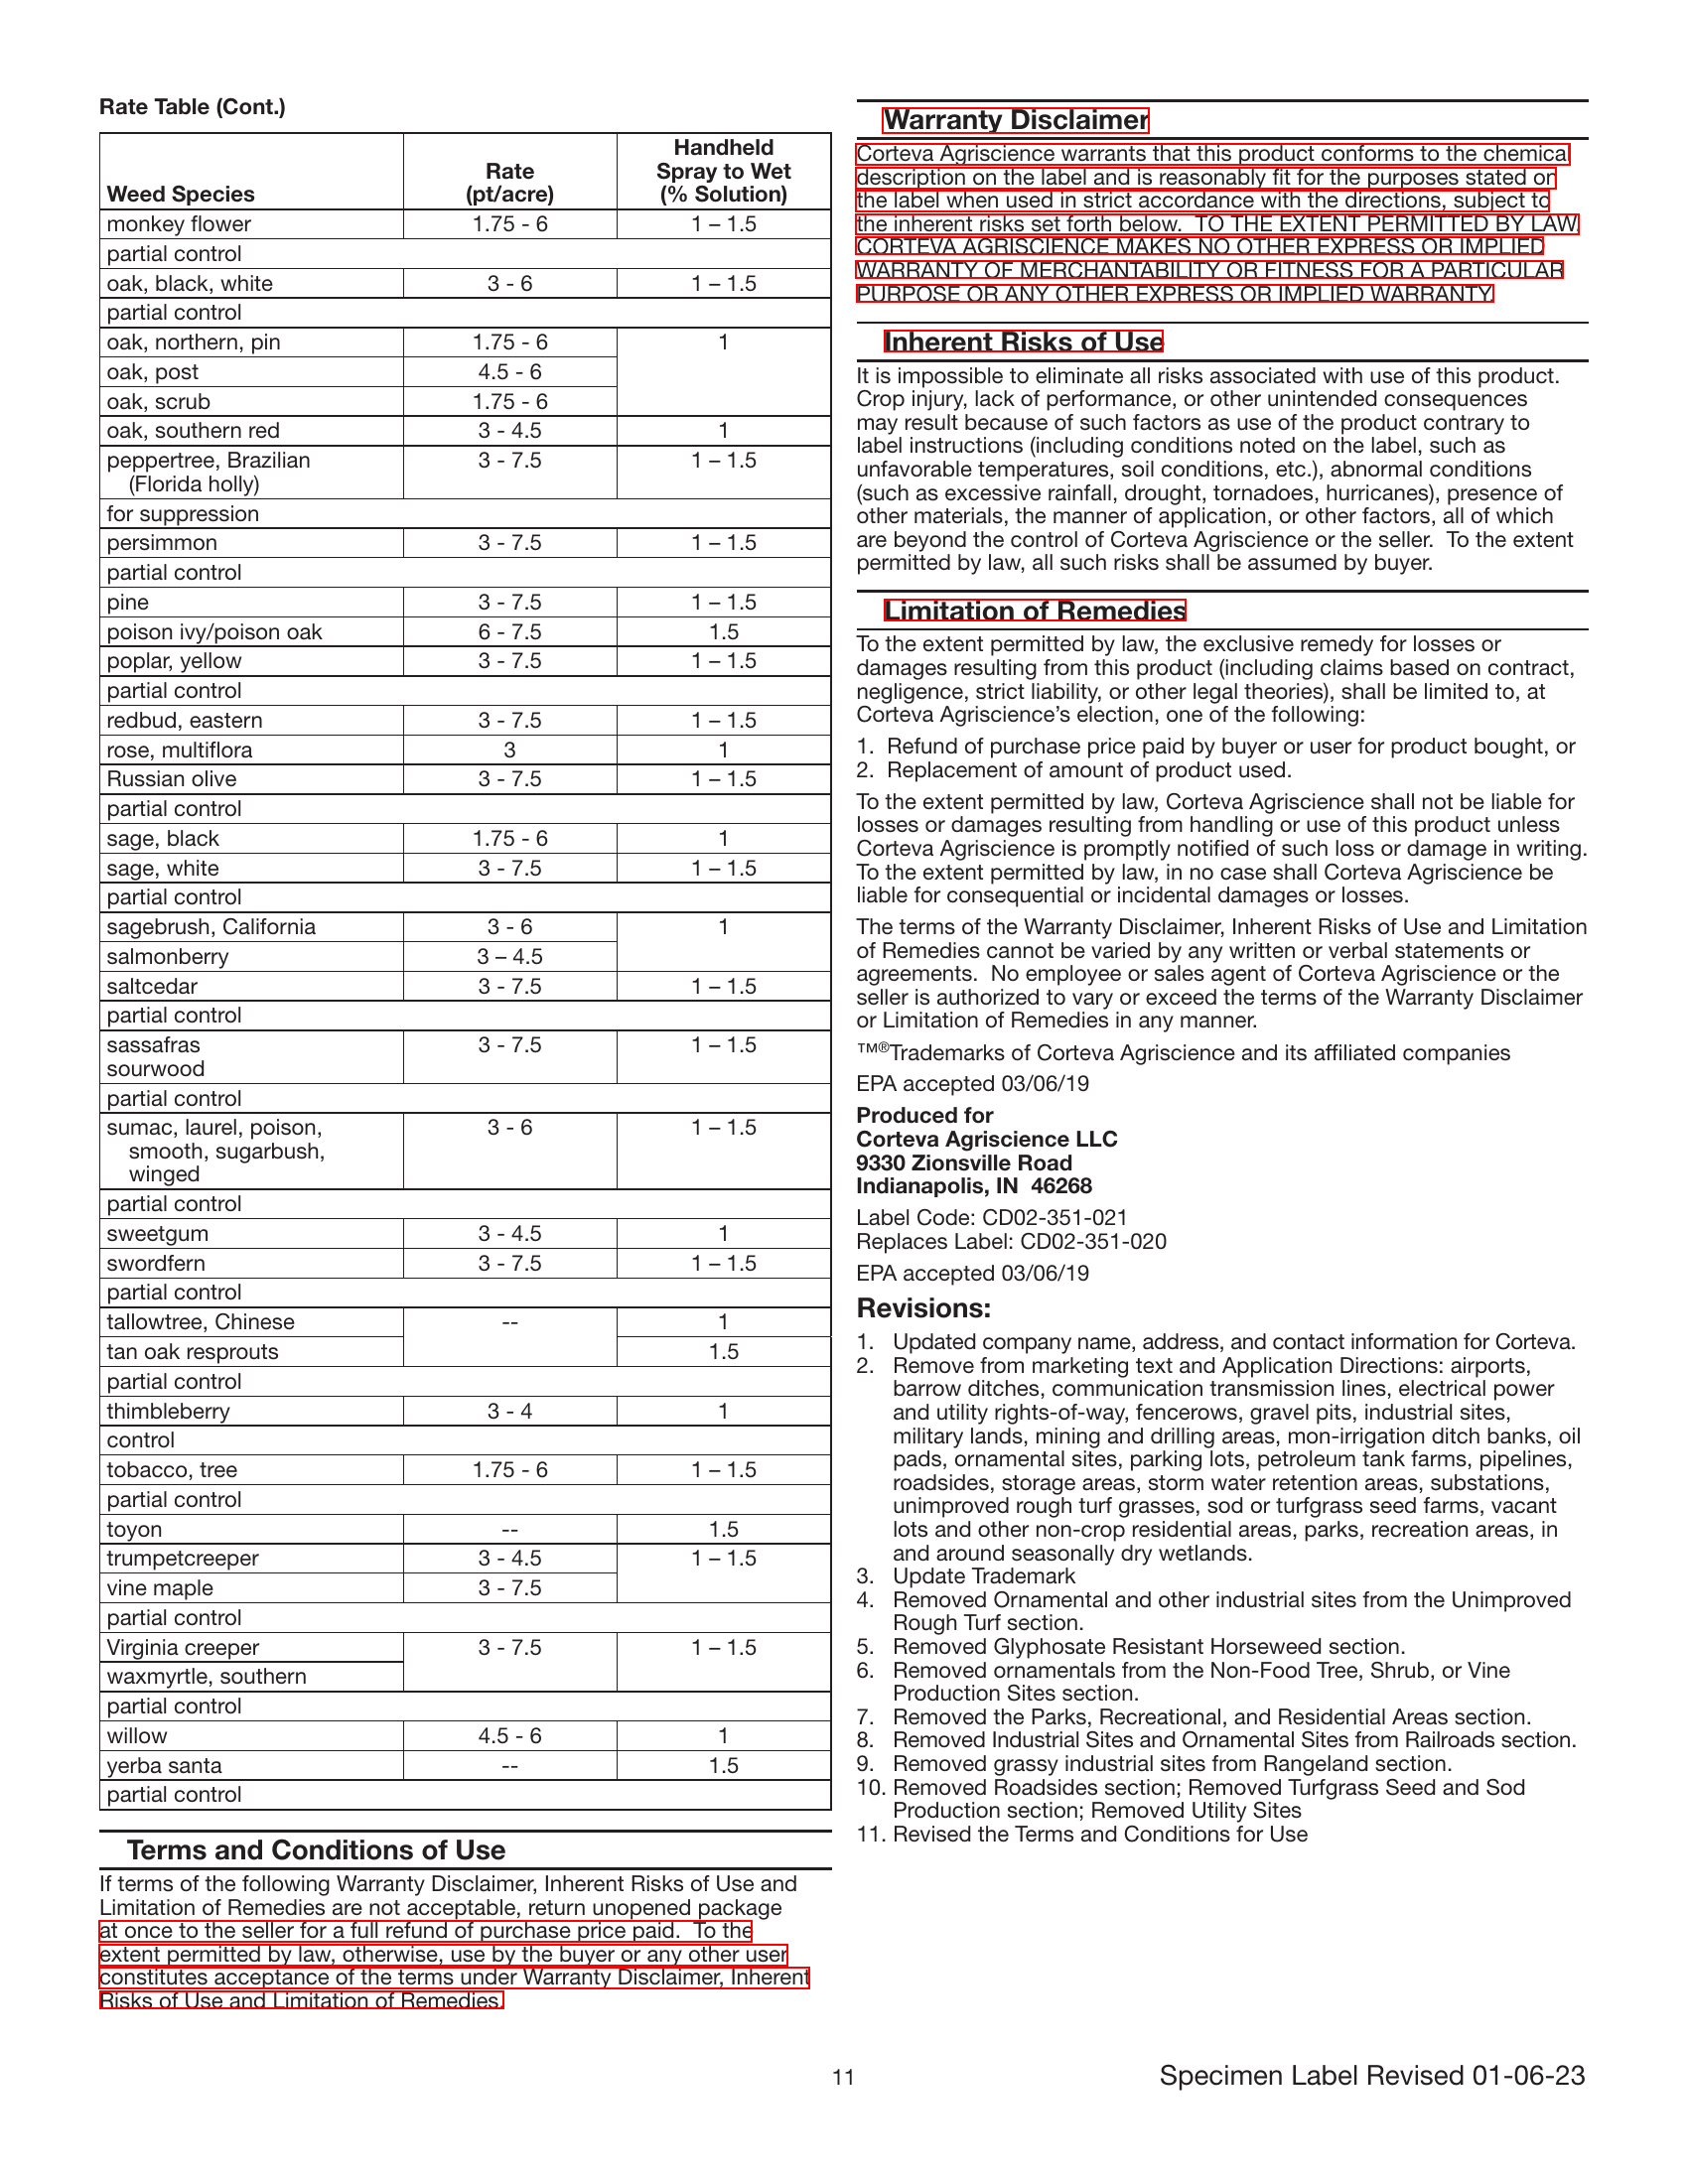 Rate Table (Cont.)
Weed Species Rate (pt/acre) Handheld Spray to Wet (% Solution)
monkey flower 1.75 - 6 1 – 1.5
partial control
oak, black, white 3 - 6 1 – 1.5
partial control
oak, northern, pin 1.75 - 6 1
oak, post 4.5 - 6
oak, scrub 1.75 - 6
oak, southern red 3 - 4.5 1
peppertree, Brazilian 3 - 7.5 1 – 1.5
(Florida holly)
for suppression
persimmon 3 - 7.5 1 – 1.5
partial control
pine 3 - 7.5 1 – 1.5
poison ivy/poison oak 6 - 7.5 1.5
poplar, yellow 3 - 7.5 1 – 1.5
partial control
redbud, eastern 3 - 7.5 1 – 1.5
rose, multiflora 3 1
Russian olive 3 - 7.5 1 – 1.5
partial control
sage, black 1.75 - 6 1
sage, white 3 - 7.5 1 – 1.5
partial control
sagebrush, California 3 - 6 1
salmonberry 3 – 4.5
saltcedar 3 - 7.5 1 – 1.5
partial control
sassafras 3 - 7.5 1 – 1.5
sourwood
partial control
sumac, laurel, poison, 3 - 6 1 – 1.5
smooth, sugarbush,
winged
partial control
sweetgum 3 - 4.5 1
swordfern 3 - 7.5 1 – 1.5
partial control
tallowtree, Chinese -- 1
tan oak resprouts 1.5
partial control
thimbleberry 3 - 4 1
control
tobacco, tree 1.75 - 6 1 – 1.5
partial control
toyon -- 1.5
trumpetcreeper 3 - 4.5 1 – 1.5
vine maple 3 - 7.5
partial control
Virginia creeper 3 - 7.5 1 – 1.5
waxmyrtle, southern
partial control
willow 4.5 - 6 1
yerba santa -- 1.5
partial control
Terms and Conditions of Use
If terms of the following Warranty Disclaimer, Inherent Risks of Use and
Limitation of Remedies are not acceptable, return unopened package
at once to the seller for a full refund of purchase price paid.  To the
extent permitted by law, otherwise, use by the buyer or any other user
constitutes acceptance of the terms under Warranty Disclaimer, Inherent
Risks of Use and Limitation of Remedies.
Warranty Disclaimer
Corteva Agriscience warrants that this product conforms to the chemical
description on the label and is reasonably fit for the purposes stated on
the label when used in strict accordance with the directions, subject to
the inherent risks set forth below.  TO THE EXTENT PERMITTED BY LAW,
CORTEVA AGRISCIENCE MAKES NO OTHER EXPRESS OR IMPLIED
WARRANTY OF MERCHANTABILITY OR FITNESS FOR A PARTICULAR
PURPOSE OR ANY OTHER EXPRESS OR IMPLIED WARRANTY.
Inherent Risks of Use
It is impossible to eliminate all risks associated with use of this product.
Crop injury, lack of performance, or other unintended consequences
may result because of such factors as use of the product contrary to
label instructions (including conditions noted on the label, such as
unfavorable temperatures, soil conditions, etc.), abnormal conditions
(such as excessive rainfall, drought, tornadoes, hurricanes), presence of
other materials, the manner of application, or other factors, all of which
are beyond the control of Corteva Agriscience or the seller.  To the extent
permitted by law, all such risks shall be assumed by buyer.
Limitation of Remedies
To the extent permitted by law, the exclusive remedy for losses or
damages resulting from this product (including claims based on contract,
negligence, strict liability, or other legal theories), shall be limited to, at
Corteva Agriscience’s election, one of the following:
1. Refund of purchase price paid by buyer or user for product bought, or
2. Replacement of amount of product used.
To the extent permitted by law, Corteva Agriscience shall not be liable for
losses or damages resulting from handling or use of this product unless
Corteva Agriscience is promptly notified of such loss or damage in writing.
To the extent permitted by law, in no case shall Corteva Agriscience be
liable for consequential or incidental damages or losses.
The terms of the Warranty Disclaimer, Inherent Risks of Use and Limitation
of Remedies cannot be varied by any written or verbal statements or
agreements.  No employee or sales agent of Corteva Agriscience or the
seller is authorized to vary or exceed the terms of the Warranty Disclaimer
or Limitation of Remedies in any manner.
™®Trademarks of Corteva Agriscience and its affiliated companies
EPA accepted 03/06/19
Produced for
Corteva Agriscience LLC
9330 Zionsville Road
Indianapolis, IN  46268
Label Code: CD02-351-021
Replaces Label: CD02-351-020
EPA accepted 03/06/19
Revisions:
1. Updated company name, address, and contact information for Corteva.
2. Remove from marketing text and Application Directions: airports,
barrow ditches, communication transmission lines, electrical power
and utility rights-of-way, fencerows, gravel pits, industrial sites,
military lands, mining and drilling areas, mon-irrigation ditch banks, oil
pads, ornamental sites, parking lots, petroleum tank farms, pipelines,
roadsides, storage areas, storm water retention areas, substations,
unimproved rough turf grasses, sod or turfgrass seed farms, vacant
lots and other non-crop residential areas, parks, recreation areas, in
and around seasonally dry wetlands.
3. Update Trademark
4. Removed Ornamental and other industrial sites from the Unimproved
Rough Turf section.
5. Removed Glyphosate Resistant Horseweed section.
6. Removed ornamentals from the Non-Food Tree, Shrub, or Vine
Production Sites section.
7. Removed the Parks, Recreational, and Residential Areas section.
8. Removed Industrial Sites and Ornamental Sites from Railroads section.
9. Removed grassy industrial sites from Rangeland section.
10. Removed Roadsides section; Removed Turfgrass Seed and Sod
Production section; Removed Utility Sites
11. Revised the Terms and Conditions for Use
11
Specimen Label Revised 01-06-23